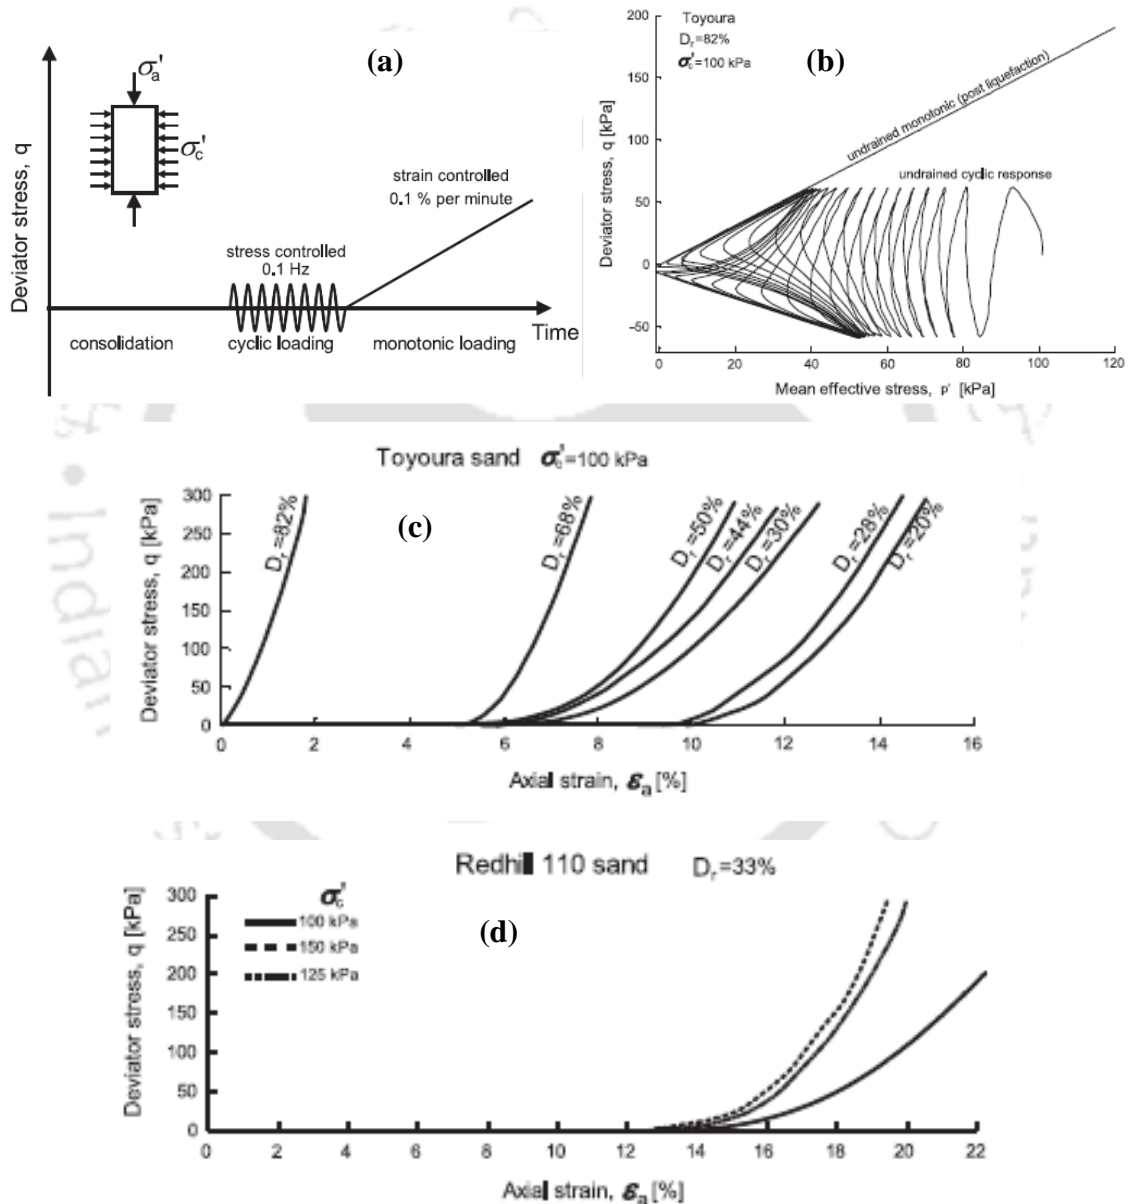 (a)
σa'
σc'
Deviator stress, q
strain controlled
0.1 % per minute
stress controlled
0.1 Hz
Time
consolidation
cyclic loading
monotonic loading
(b)
Toyoura
Dr=82%
σc'=100 kPa
undrained monotonic (post liquefaction)
undrained cyclic response
Deviator stress, q [kPa]
200
150
100
50
0
-50
0 20 40 60 80 100 120
Mean effective stress, p' [kPa]
Toyoura sand σc'=100 kPa
(c)
Deviator stress, q [kPa]
300
250
200
150
100
50
0
Dr=82%
Dr=68%
Dr=50%
Dr=44%
Dr=30%
Dr=28%
Dr=20%
0 2 4 6 8 10 12 14 16
Axial strain, εa [%]
Redhill 110 sand Dr=33%
(d)
σc'
100 kPa
150 kPa
125 kPa
Deviator stress, q [kPa]
300
250
200
150
100
50
0
0 2 4 6 8 10 12 14 16 18 20 22
Axial strain, εa [%]
Indian